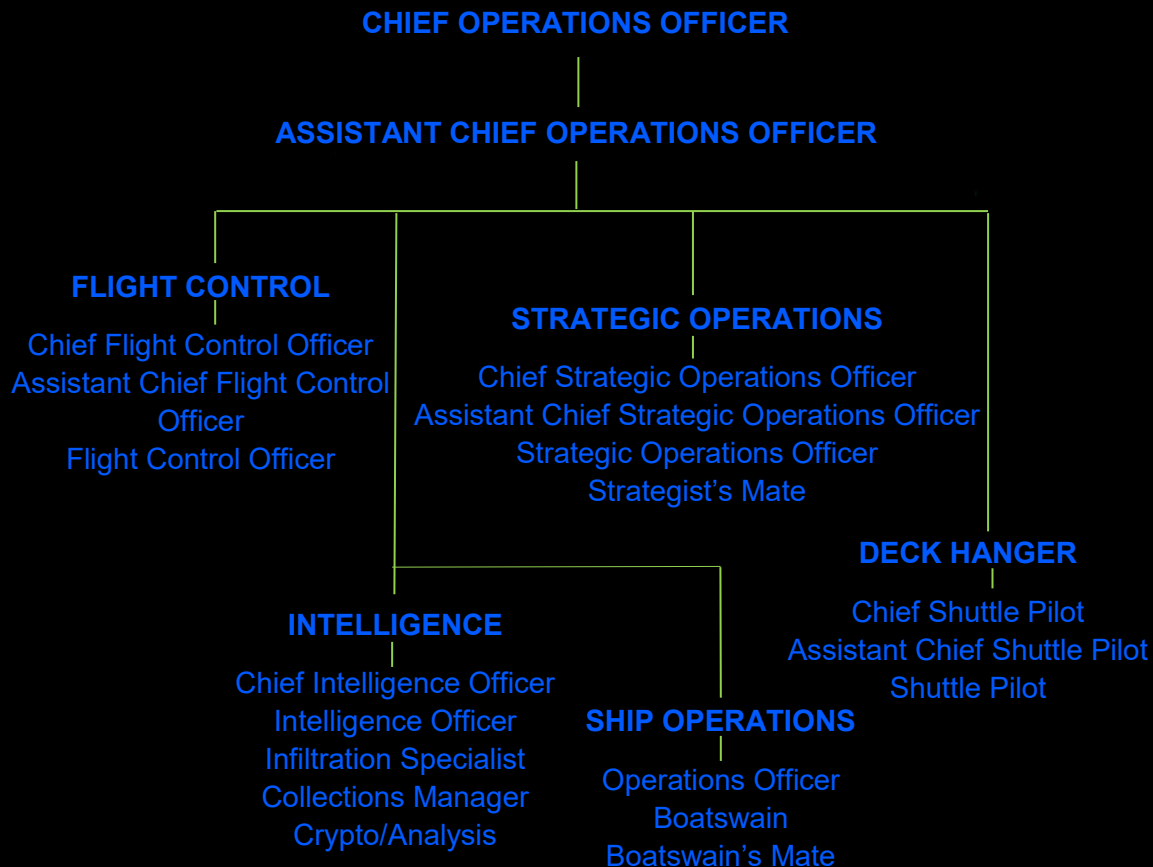 CHIEF OPERATIONS OFFICER
ASSISTANT CHIEF OPERATIONS OFFICER
FLIGHT CONTROL
Chief Flight Control Officer
Assistant Chief Flight Control
Officer
Flight Control Officer
STRATEGIC OPERATIONS
Chief Strategic Operations Officer
Assistant Chief Strategic Operations Officer
Strategic Operations Officer
Strategist’s Mate
DECK HANGER
Chief Shuttle Pilot
Assistant Chief Shuttle Pilot
Shuttle Pilot
INTELLIGENCE
Chief Intelligence Officer
Intelligence Officer
Infiltration Specialist
Collections Manager
Crypto/Analysis
SHIP OPERATIONS
Operations Officer
Boatswain
Boatswain’s Mate